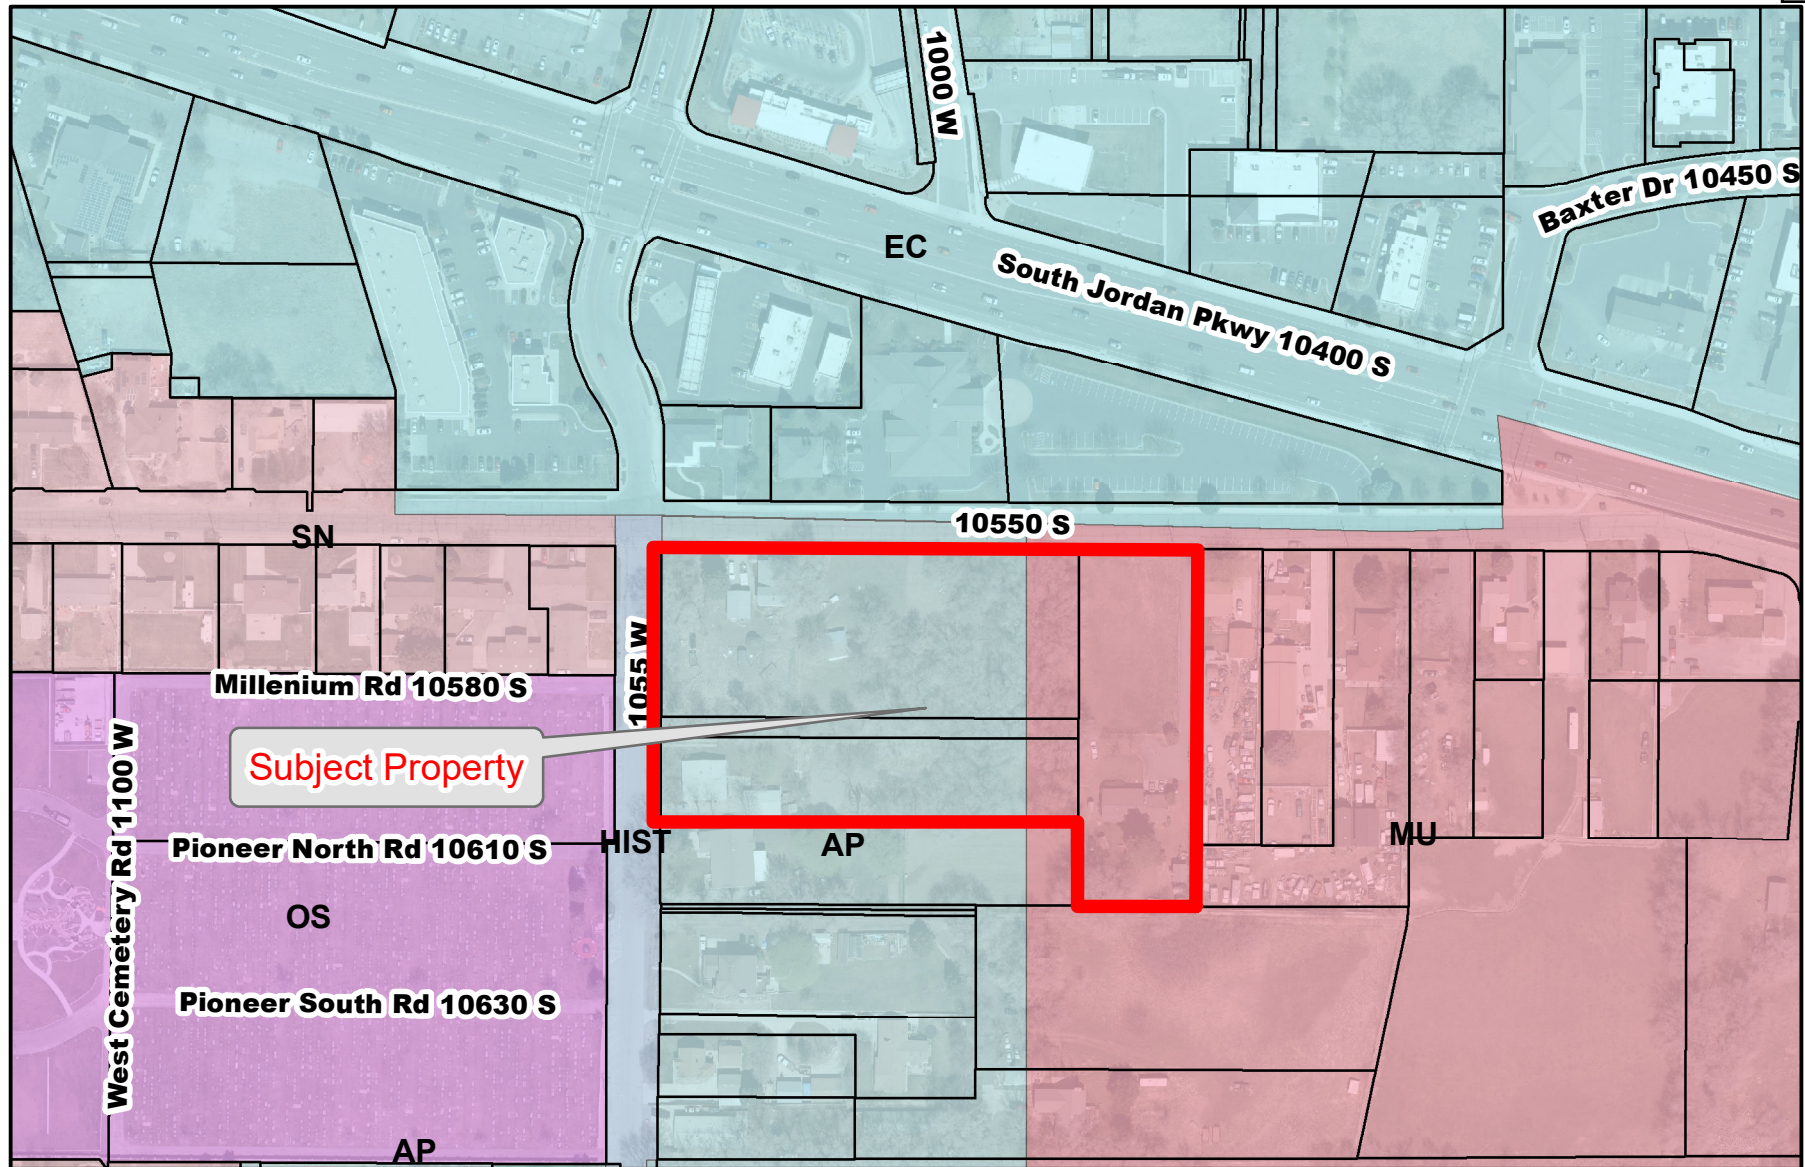 1000 W
Baxter Dr 10450 S
EC
South Jordan Pkwy 10400 S
10550 S
SN
1055 W
Millenium Rd 10580 S
Subject Property
West Cemetery Rd 1100 W
Pioneer North Rd 10610 S
HIST
AP
MU
OS
Pioneer South Rd 10630 S
AP